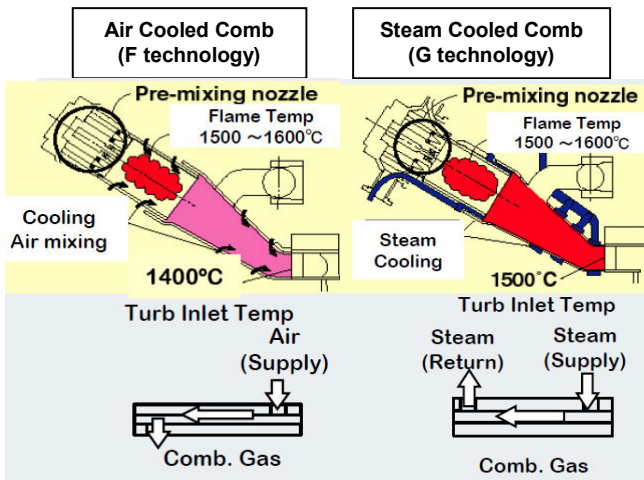 Air Cooled Comb
(F technology)
Steam Cooled Comb
(G technology)
Pre-mixing nozzle
Flame Temp
1500 ~1600℃
Cooling
Air mixing
1400ºC
Pre-mixing nozzle
Flame Temp
1500 ~1600℃
Steam
Cooling
1500°C
Turb Inlet Temp
Turb Inlet Temp
Air
(Supply)
Comb. Gas
Steam
(Return)
Steam
(Supply)
Comb. Gas